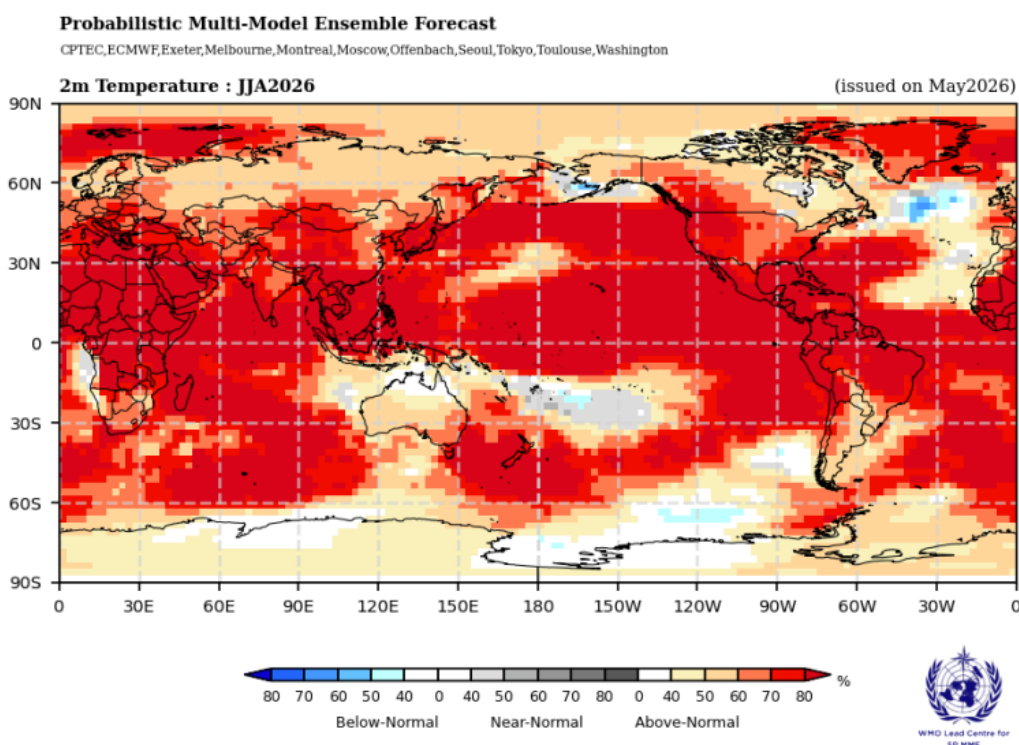 Probabilistic Multi-Model Ensemble Forecast
CPTEC,ECMWF,Exeter,Melbourne,Montreal,Moscow,Offenbach,Seoul,Tokyo,Toulouse,Washington
2m Temperature : JJA2026 (issued on May2026)
90N
60N
30N
0
30S
60S
90S
0 30E 60E 90E 120E 150E 180 150W 120W 90W 60W 30W 0
80 70 60 50 40 0 40 50 60 70 80 0 40 50 60 70 80 %
Below-Normal Near-Normal Above-Normal
WMO Lead Centre for